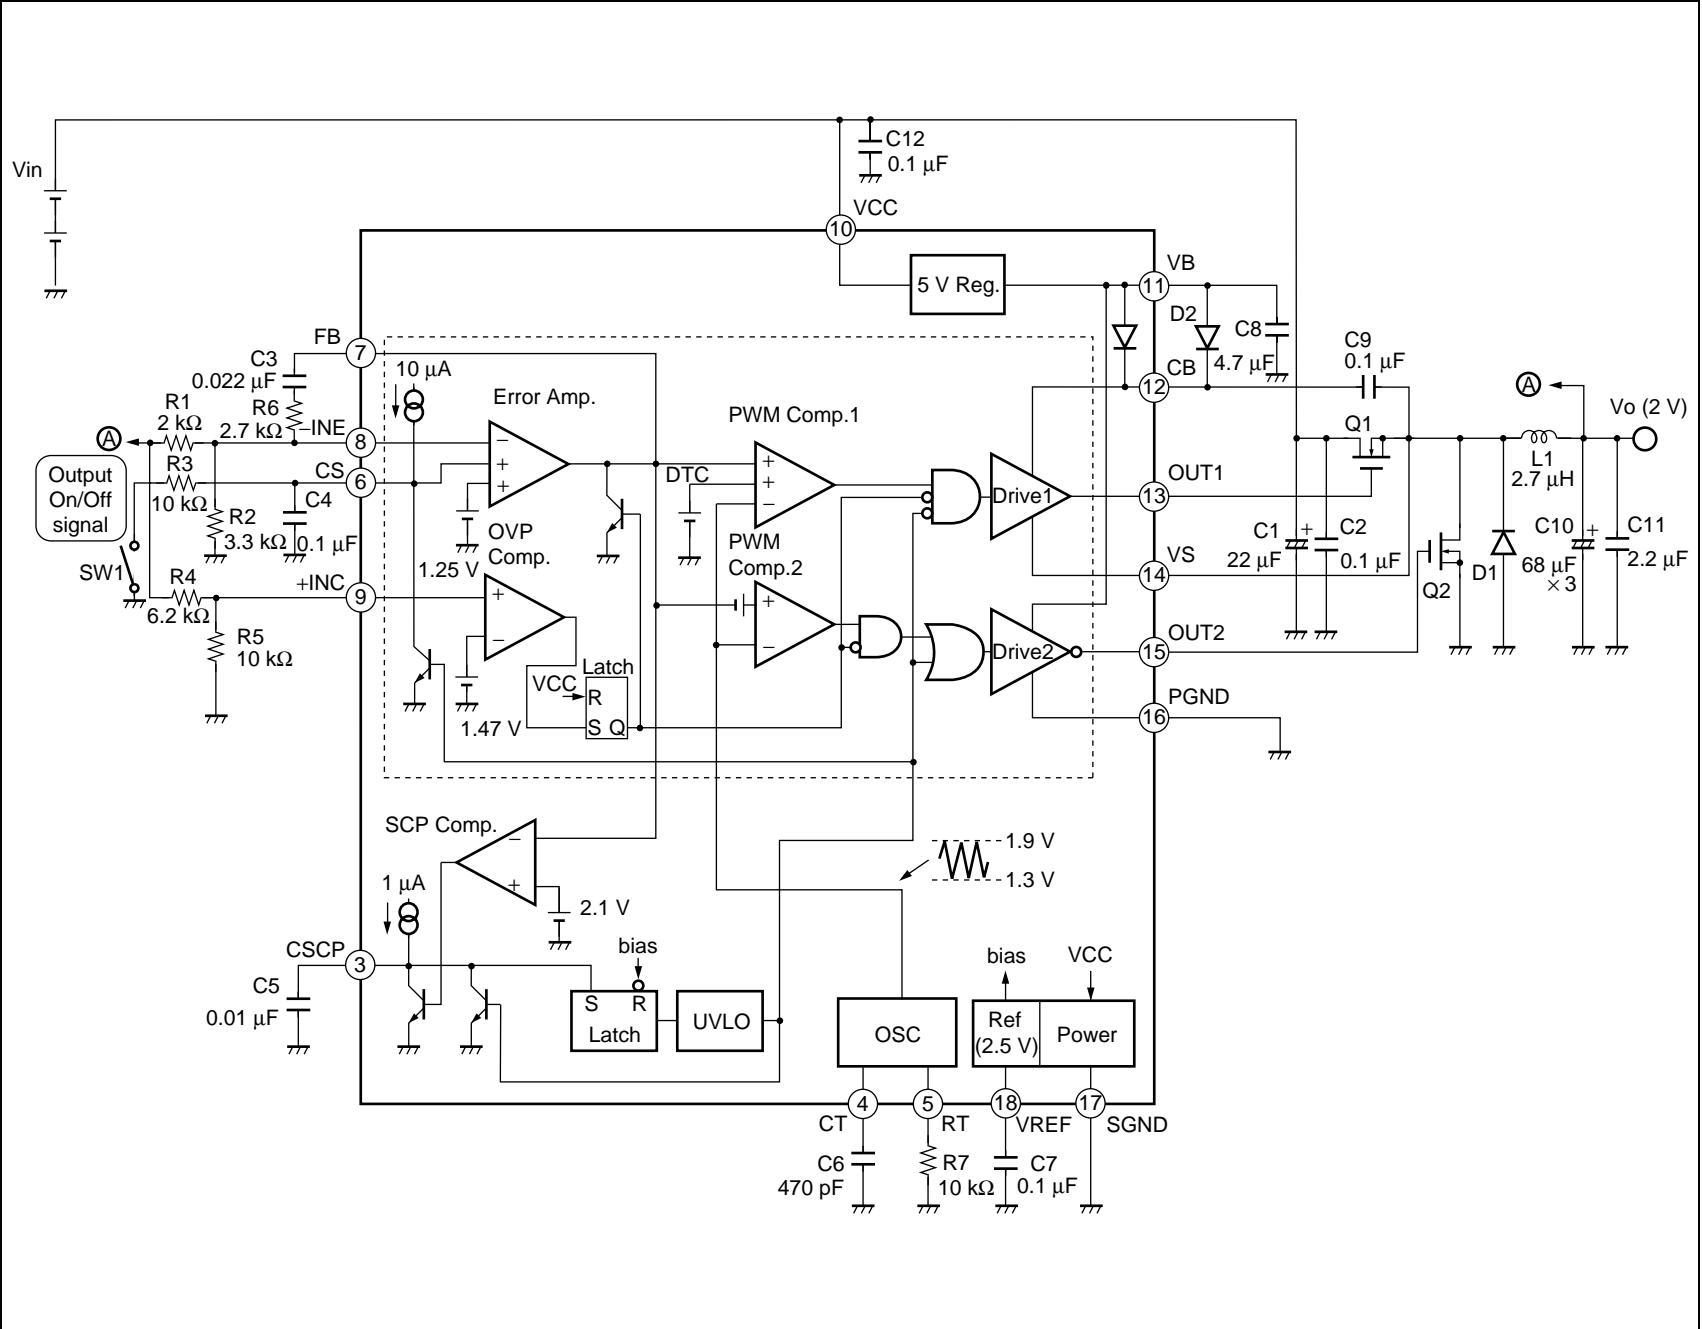 Vin
C12
0.1 μF
VCC
10
5 V Reg.
VB
11
D2
C8
4.7 μF
CB
12
C9
0.1 μF
FB
7
C3
0.022 μF
R6
2.7 kΩ
R1
2 kΩ
A
–INE
8
CS
6
Output
On/Off
signal
R3
10 kΩ
R2
3.3 kΩ
C4
0.1 μF
SW1
R4
6.2 kΩ
R5
10 kΩ
+INC
9
10 μA
Error Amp.
–
+
+
1.25 V
OVP
Comp.
+
–
1.47 V
VCC
Latch
R
S Q
DTC
PWM Comp.1
+
+
–
PWM
Comp.2
+
–
Drive1
Drive2
OUT1
13
VS
14
OUT2
15
PGND
16
Q1
A
Vo (2 V)
L1
2.7 μH
C1
+
22 μF
C2
0.1 μF
Q2
D1
C10
+
68 μF
× 3
C11
2.2 μF
SCP Comp.
–
+
2.1 V
1 μA
CSCP
3
C5
0.01 μF
bias
S R
Latch
UVLO
1.9 V
1.3 V
OSC
bias
VCC
Ref
(2.5 V)
Power
4
5
18
17
CT
RT
VREF
SGND
C6
470 pF
R7
10 kΩ
C7
0.1 μF